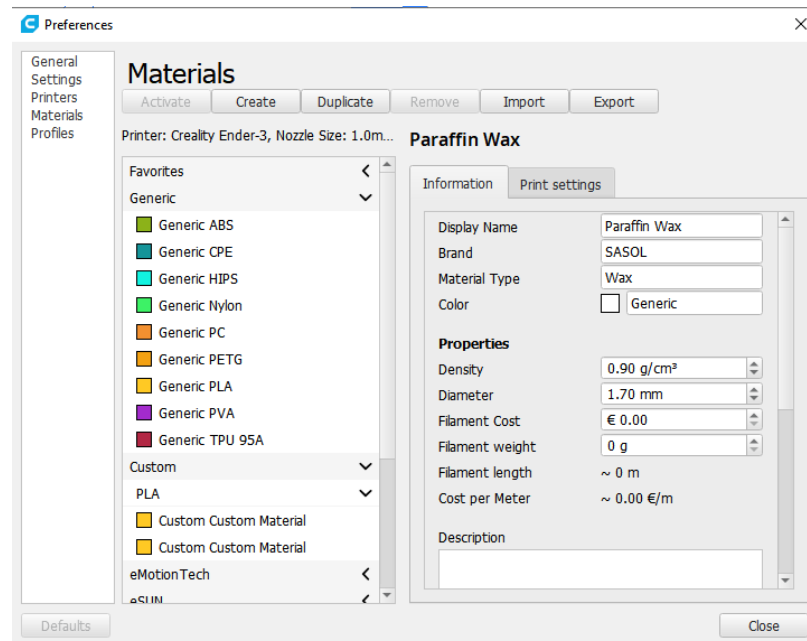 Preferences
General
Settings
Printers
Materials
Profiles
Materials
Activate Create Duplicate Remove Import Export
Printer: Creality Ender-3, Nozzle Size: 1.0m...
Favorites
Generic
Generic ABS
Generic CPE
Generic HIPS
Generic Nylon
Generic PC
Generic PETG
Generic PLA
Generic PVA
Generic TPU 95A
Custom
PLA
Custom Custom Material
Custom Custom Material
eMotionTech
eSUN
Paraffin Wax
Information Print settings
Display Name Paraffin Wax
Brand SASOL
Material Type Wax
Color Generic
Properties
Density 0.90 g/cm³
Diameter 1.70 mm
Filament Cost € 0.00
Filament weight 0 g
Filament length ~ 0 m
Cost per Meter ~ 0.00 €/m
Description
Defaults Close